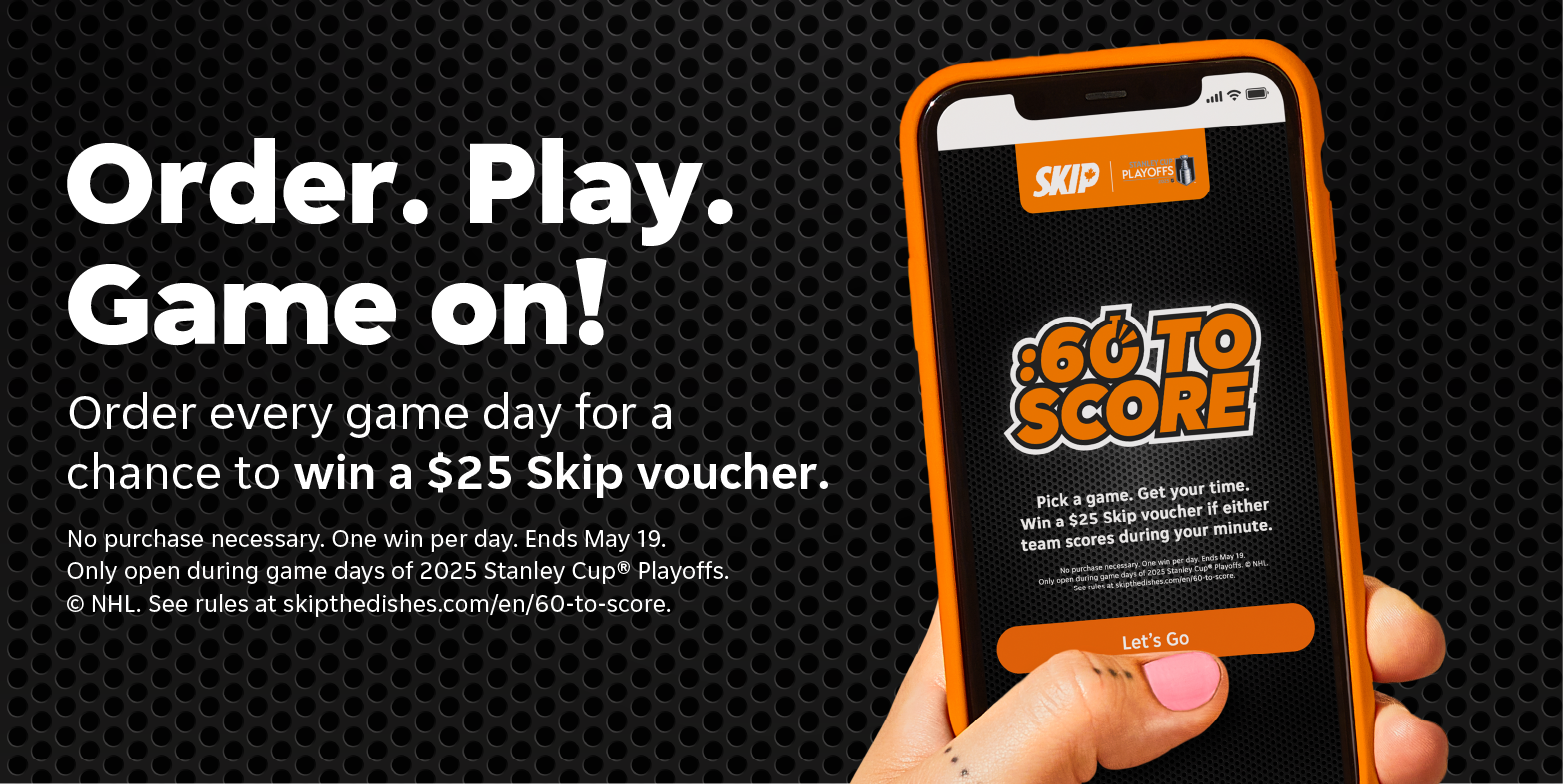 Order. Play.
Game on!
Order every game day for a
chance to win a $25 Skip voucher.
No purchase necessary. One win per day. Ends May 19.
Only open during game days of 2025 Stanley Cup® Playoffs.
© NHL. See rules at skipthedishes.com/en/60-to-score.
SKIP
PLAYOFFS
:60 TO
SCORE
Pick a game. Get your time.
Win a $25 Skip voucher if either
team scores during your minute.
No purchase necessary. One win per day. Ends May 19.
Only open during game days of 2025 Stanley Cup® Playoffs. © NHL.
See rules at skipthedishes.com/en/60-to-score.
Let's Go